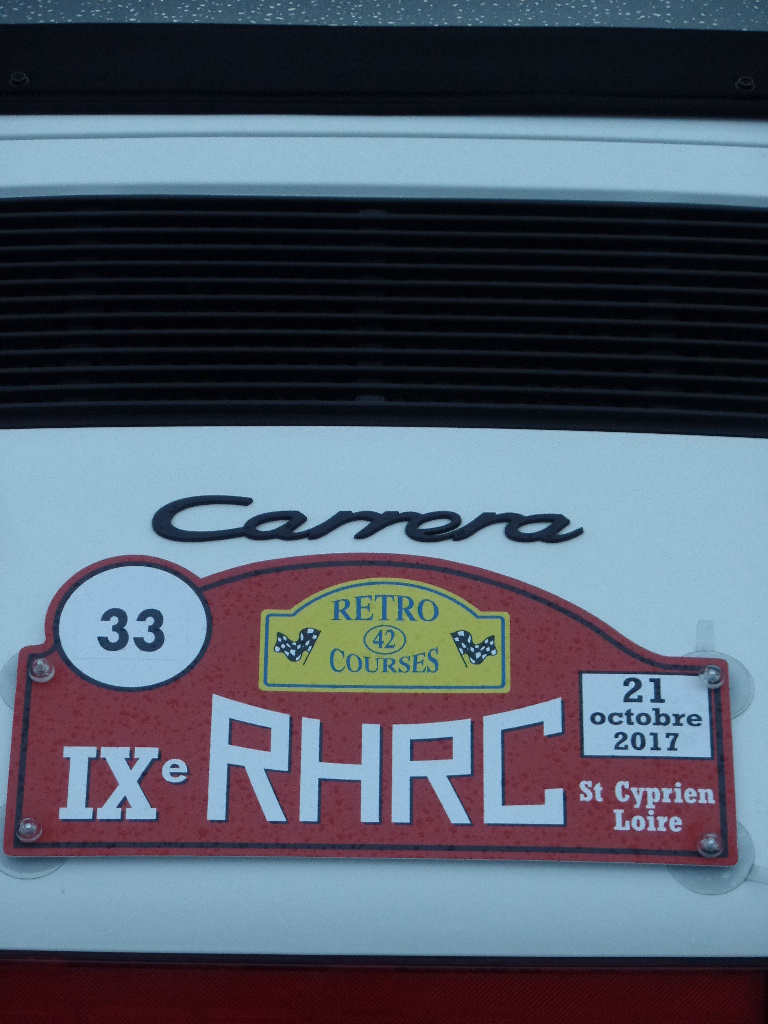 Carrera
33
RETRO
42
COURSES
21
octobre
2017
IXe RHRC
St Cyprien
Loire